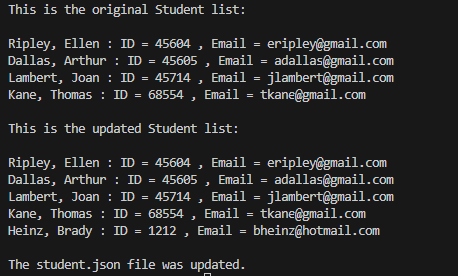 This is the original Student list:
Ripley, Ellen : ID = 45604 , Email = eripley@gmail.com
Dallas, Arthur : ID = 45605 , Email = adallas@gmail.com
Lambert, Joan : ID = 45714 , Email = jlambert@gmail.com
Kane, Thomas : ID = 68554 , Email = tkane@gmail.com
This is the updated Student list:
Ripley, Ellen : ID = 45604 , Email = eripley@gmail.com
Dallas, Arthur : ID = 45605 , Email = adallas@gmail.com
Lambert, Joan : ID = 45714 , Email = jlambert@gmail.com
Kane, Thomas : ID = 68554 , Email = tkane@gmail.com
Heinz, Brady : ID = 1212 , Email = bheinz@hotmail.com
The student.json file was updated.